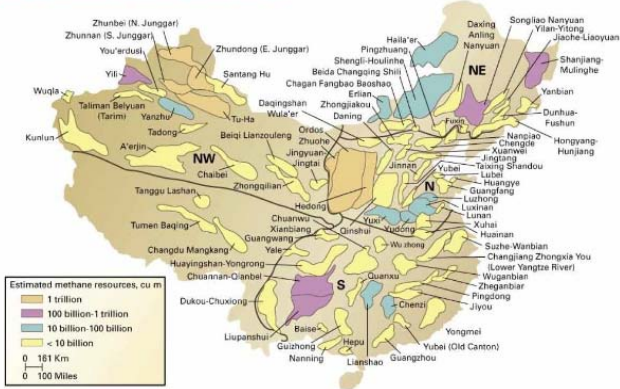 Zhunbei (N. Junggar)
Zhunnan (S. Junggar)
You'erdusi
Yili
Wuqla
Zhundong (E. Junggar)
Santang Hu
Taliman Belyuan
(Tarim)
Yanzhu
Tu-Ha
Tadong
Kunlun
A'erjin
NW
Chaibei
Beiqi Lianzouleng
Zhongqilian
Tanggu Lashan
Tumen Baqing
Changdu Mangkang
Haila'er
Pingzhuang
Shengli-Houlinhe
Beida Changqing Shili
Chagan Fangbao Baoshao
Erlian
Zhongjiakou
Daning
Daqingshan
Wula'er
Ordos
Zhuohe
Jingyuan-
Jingtai
Hedong
Daxing
Anling
Nanyuan
NE
Songliao Nanyuan
Yilan-Yitong
Jiaohe-Liaoyuan
Shanjiang-
Mulinghe
Yanbian
Dunhua-
Fushun
Fuxin
Hongyang-
Hunjiang
Nanpiao
Chengde
Xuanwei
Jingtang
Taixing Shandou
Jinnan
Yubei
Lubei
Huangye
Guangfang
N
Luzhong
Luxinan
Lunan
Xuhai
Huainan
Yuxi
Yudong
Chuanwu
Xianbiang
Qinshui
Guangwang
Yale
Wu zhong
Suzhe-Wanbian
Changjiang Zhongxia You
(Lower Yangtze River)
Huayingshan-Yongrong
Chuannan-Qianbel
S
Quanxu
Wuganbian
Zheganbiar
Pingdong
Jiyou
Dukou-Chuxiong
Chenzi
Liupanshui
Baise
Guizhong
Nanning
Hepu
Lianshao
Guangzhou
Yubei (Old Canton)
Yongmei
Estimated methane resources, cu m
1 trillion
100 billion-1 trillion
10 billion-100 billion
< 10 billion
0 161 Km
0 100 Miles